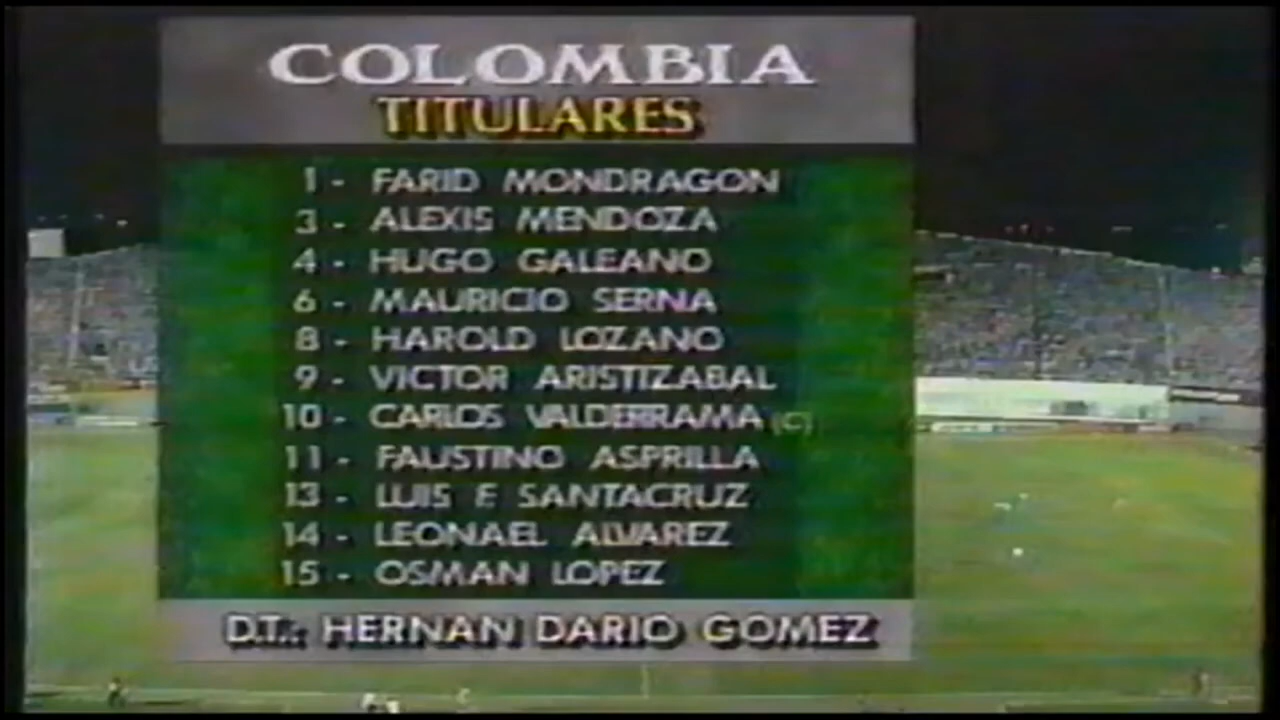 COLOMBIA
TITULARES
1 - FARID MONDRAGON
3 - ALEXIS MENDOZA
4 - HUGO GALEANO
6 - MAURICIO SERNA
8 - HAROLD LOZANO
9 - VICTOR ARISTIZABAL
10 - CARLOS VALDERRAMA (C)
11 - FAUSTINO ASPRILLA
13 - LUIS F SANTACRUZ
14 - LEONAEL ALVAREZ
15 - OSMAN LOPEZ
D.T.: HERNAN DARIO GOMEZ